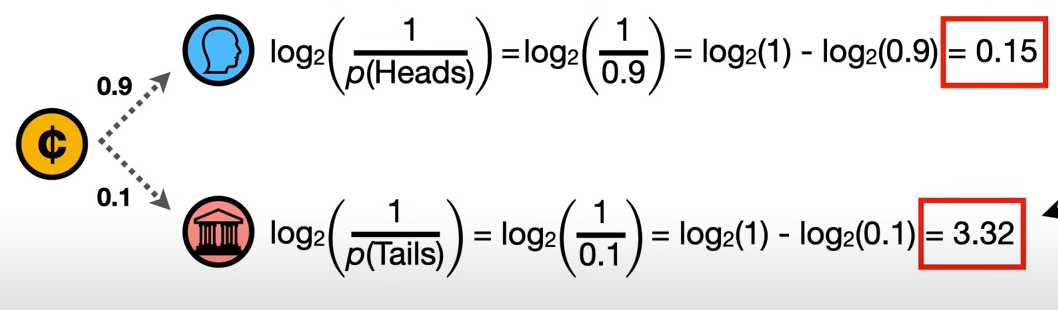 log₂(1/p(Heads)) = log₂(1/0.9) = log₂(1) - log₂(0.9) = 0.15
0.9
¢
0.1
log₂(1/p(Tails)) = log₂(1/0.1) = log₂(1) - log₂(0.1) = 3.32